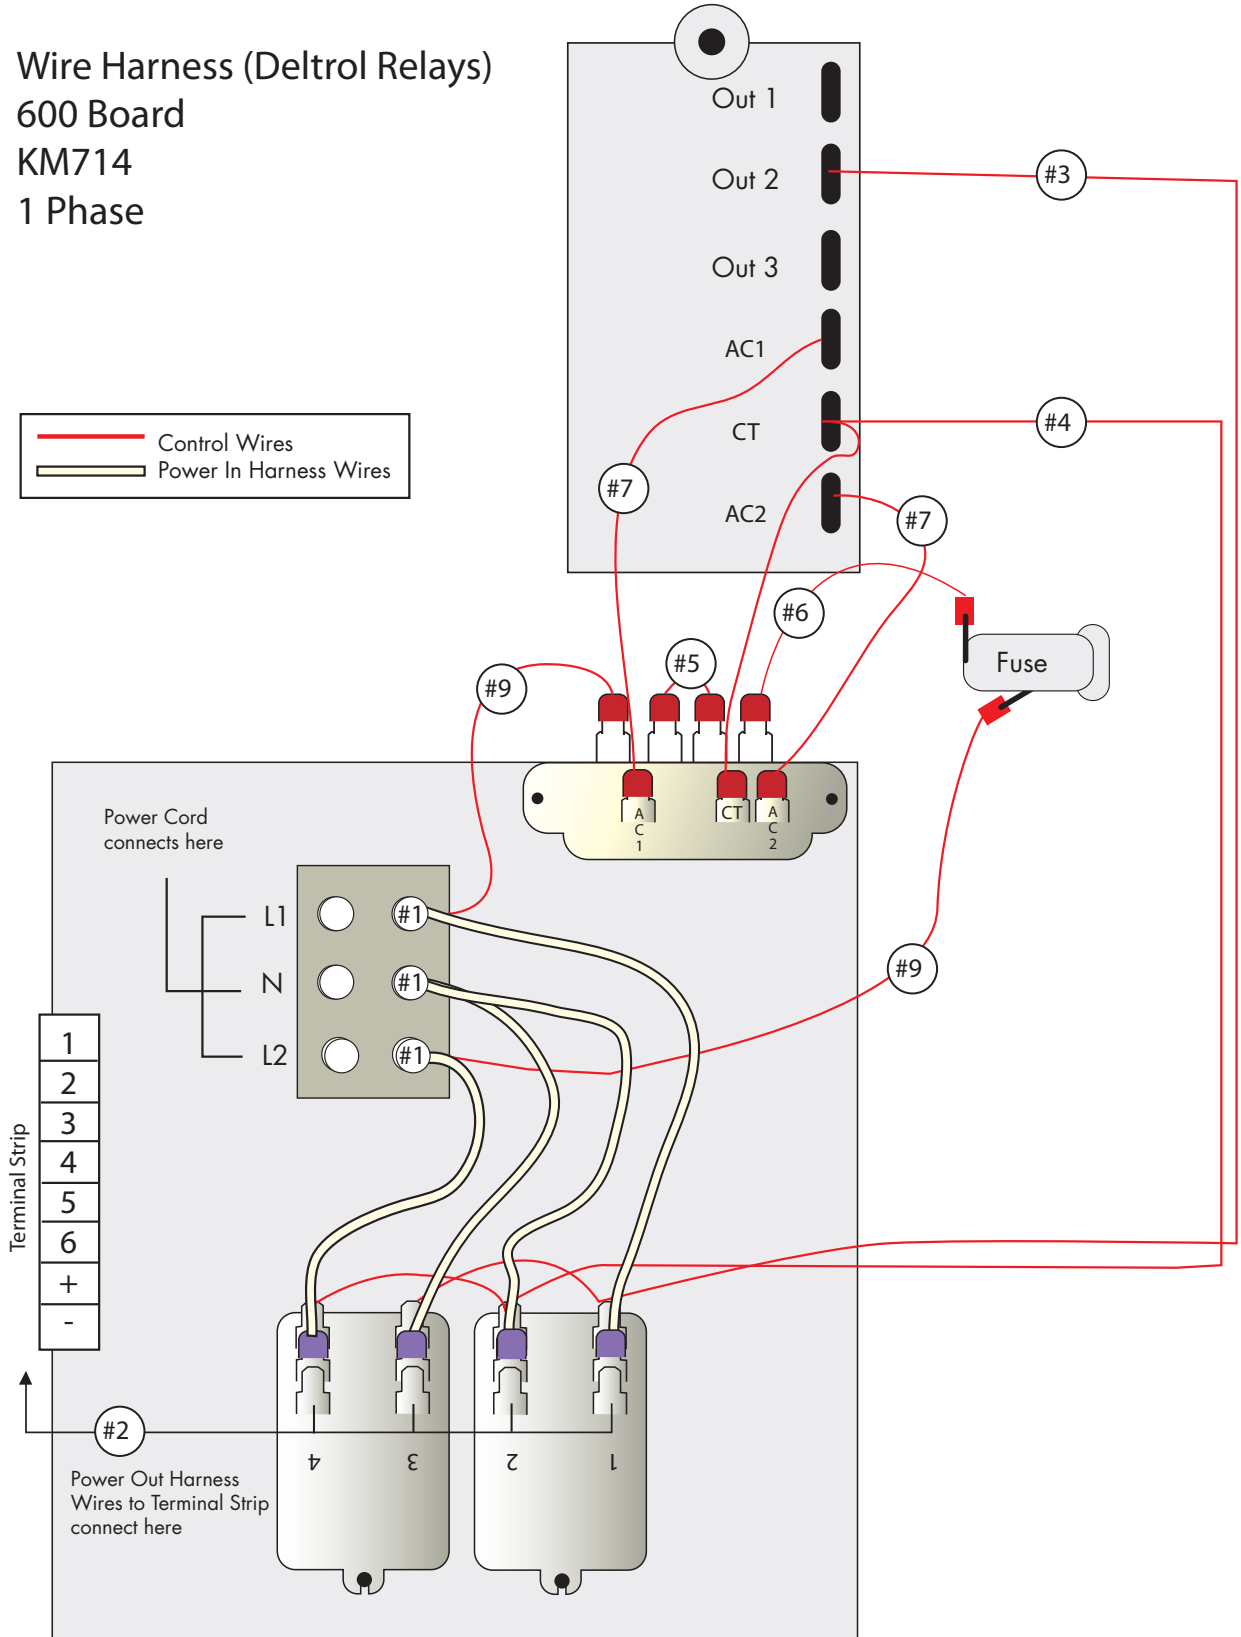 Wire Harness (Deltrol Relays)
600 Board
KM714
1 Phase
Out 1
Out 2
#3
Out 3
AC1
Control Wires
Power In Harness Wires
CT
#4
#7
AC2
#7
#6
Fuse
#5
#9
A
C
1
CT
A
C
2
Power Cord
connects here
L1
#1
N
#1
#9
L2
#1
Terminal Strip
1
2
3
4
5
6
+
-
#2
4
3
2
1
Power Out Harness
Wires to Terminal Strip
connect here